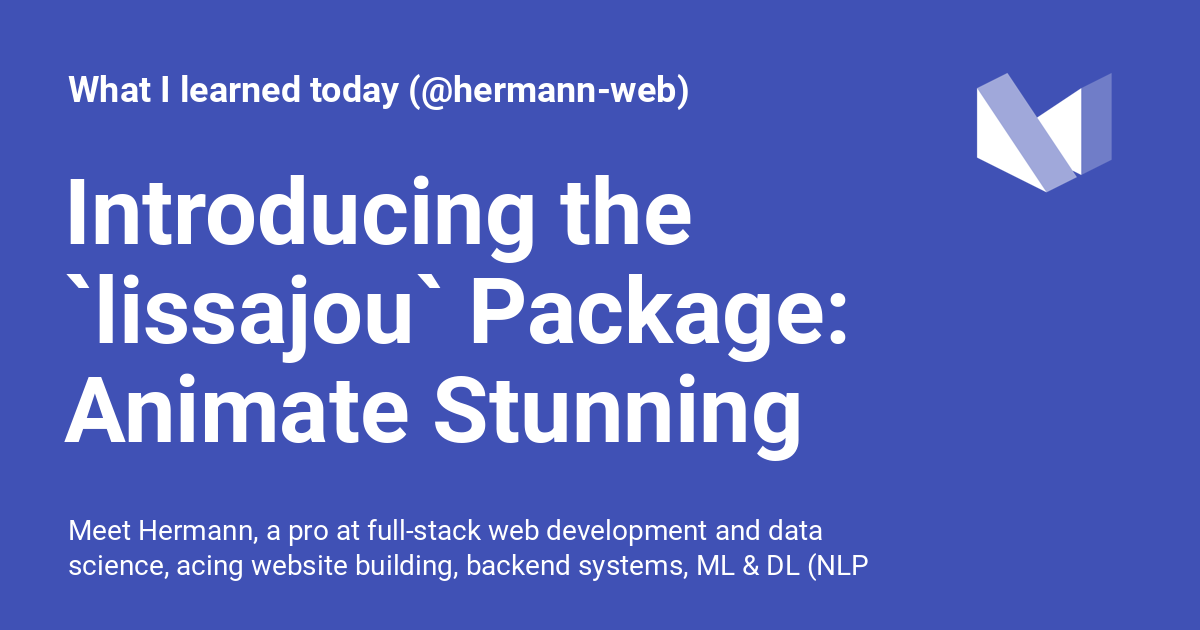 What I learned today (@hermann-web)
Introducing the
`lissajou` Package:
Animate Stunning
Meet Hermann, a pro at full-stack web development and data
science, acing website building, backend systems, ML & DL (NLP